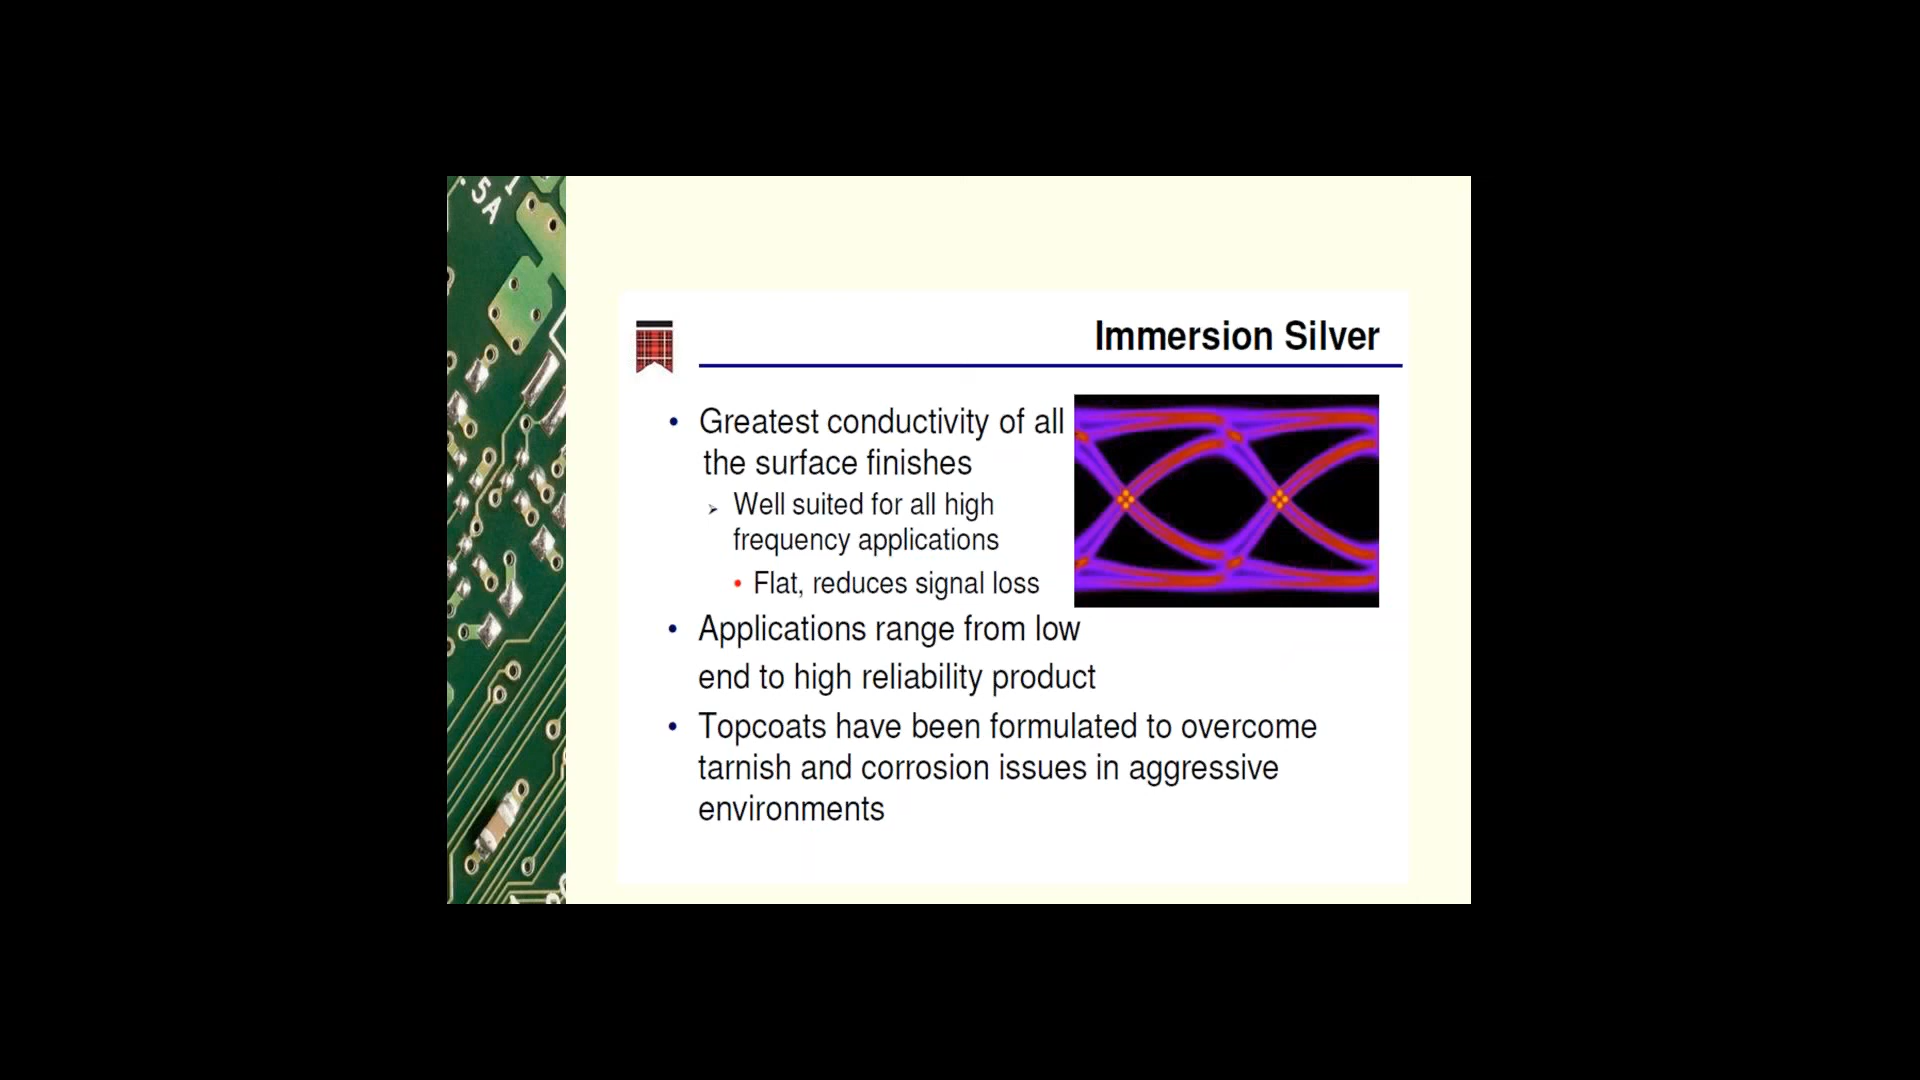 .5A
Immersion Silver
• Greatest conductivity of all
the surface finishes
➢ Well suited for all high
frequency applications
• Flat, reduces signal loss
• Applications range from low
end to high reliability product
• Topcoats have been formulated to overcome
tarnish and corrosion issues in aggressive
environments